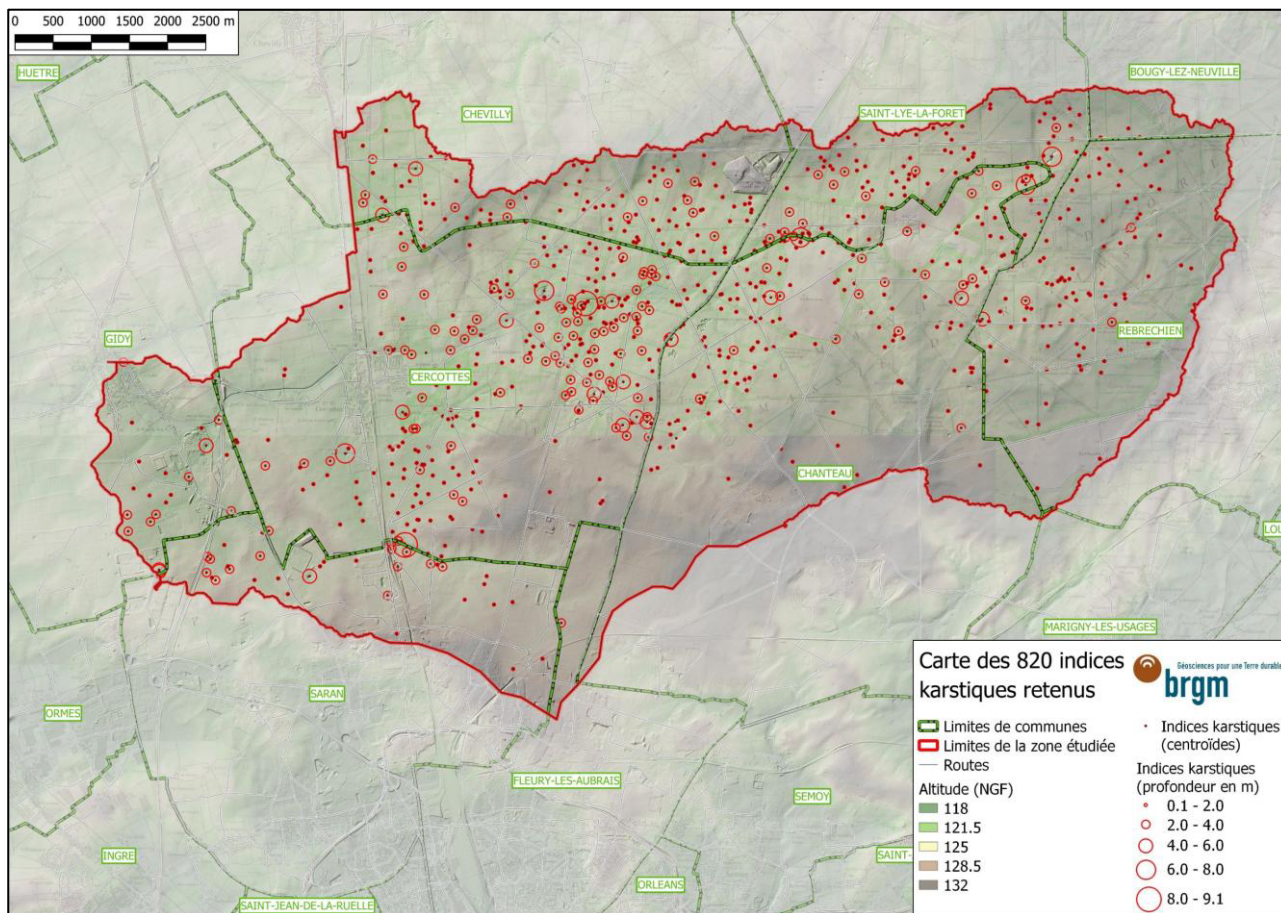 0 500 1000 1500 2000 2500 m
HUETRE
BOUGY-LEZ-NEUVILLE
CHEVILLY
SAINT-LYE-LA-FORET
GIDY
REBRECHIEN
CERCOTTES
CHANTEAU
LOU
MARIGNY-LES-USAGES
SARAN
ORMES
FLEURY-LES-AUBRAIS
SEMOY
INGRE
SAINT-
ORLEANS
SAINT-JEAN-DE-LA-RUELLE
Carte des 820 indices
karstiques retenus
Géosciences pour une Terre durable
brgm
Limites de communes
Limites de la zone étudiée
Routes
Altitude (NGF)
118
121.5
125
128.5
132
Indices karstiques
(centroïdes)
Indices karstiques
(profondeur en m)
0.1 - 2.0
2.0 - 4.0
4.0 - 6.0
6.0 - 8.0
8.0 - 9.1